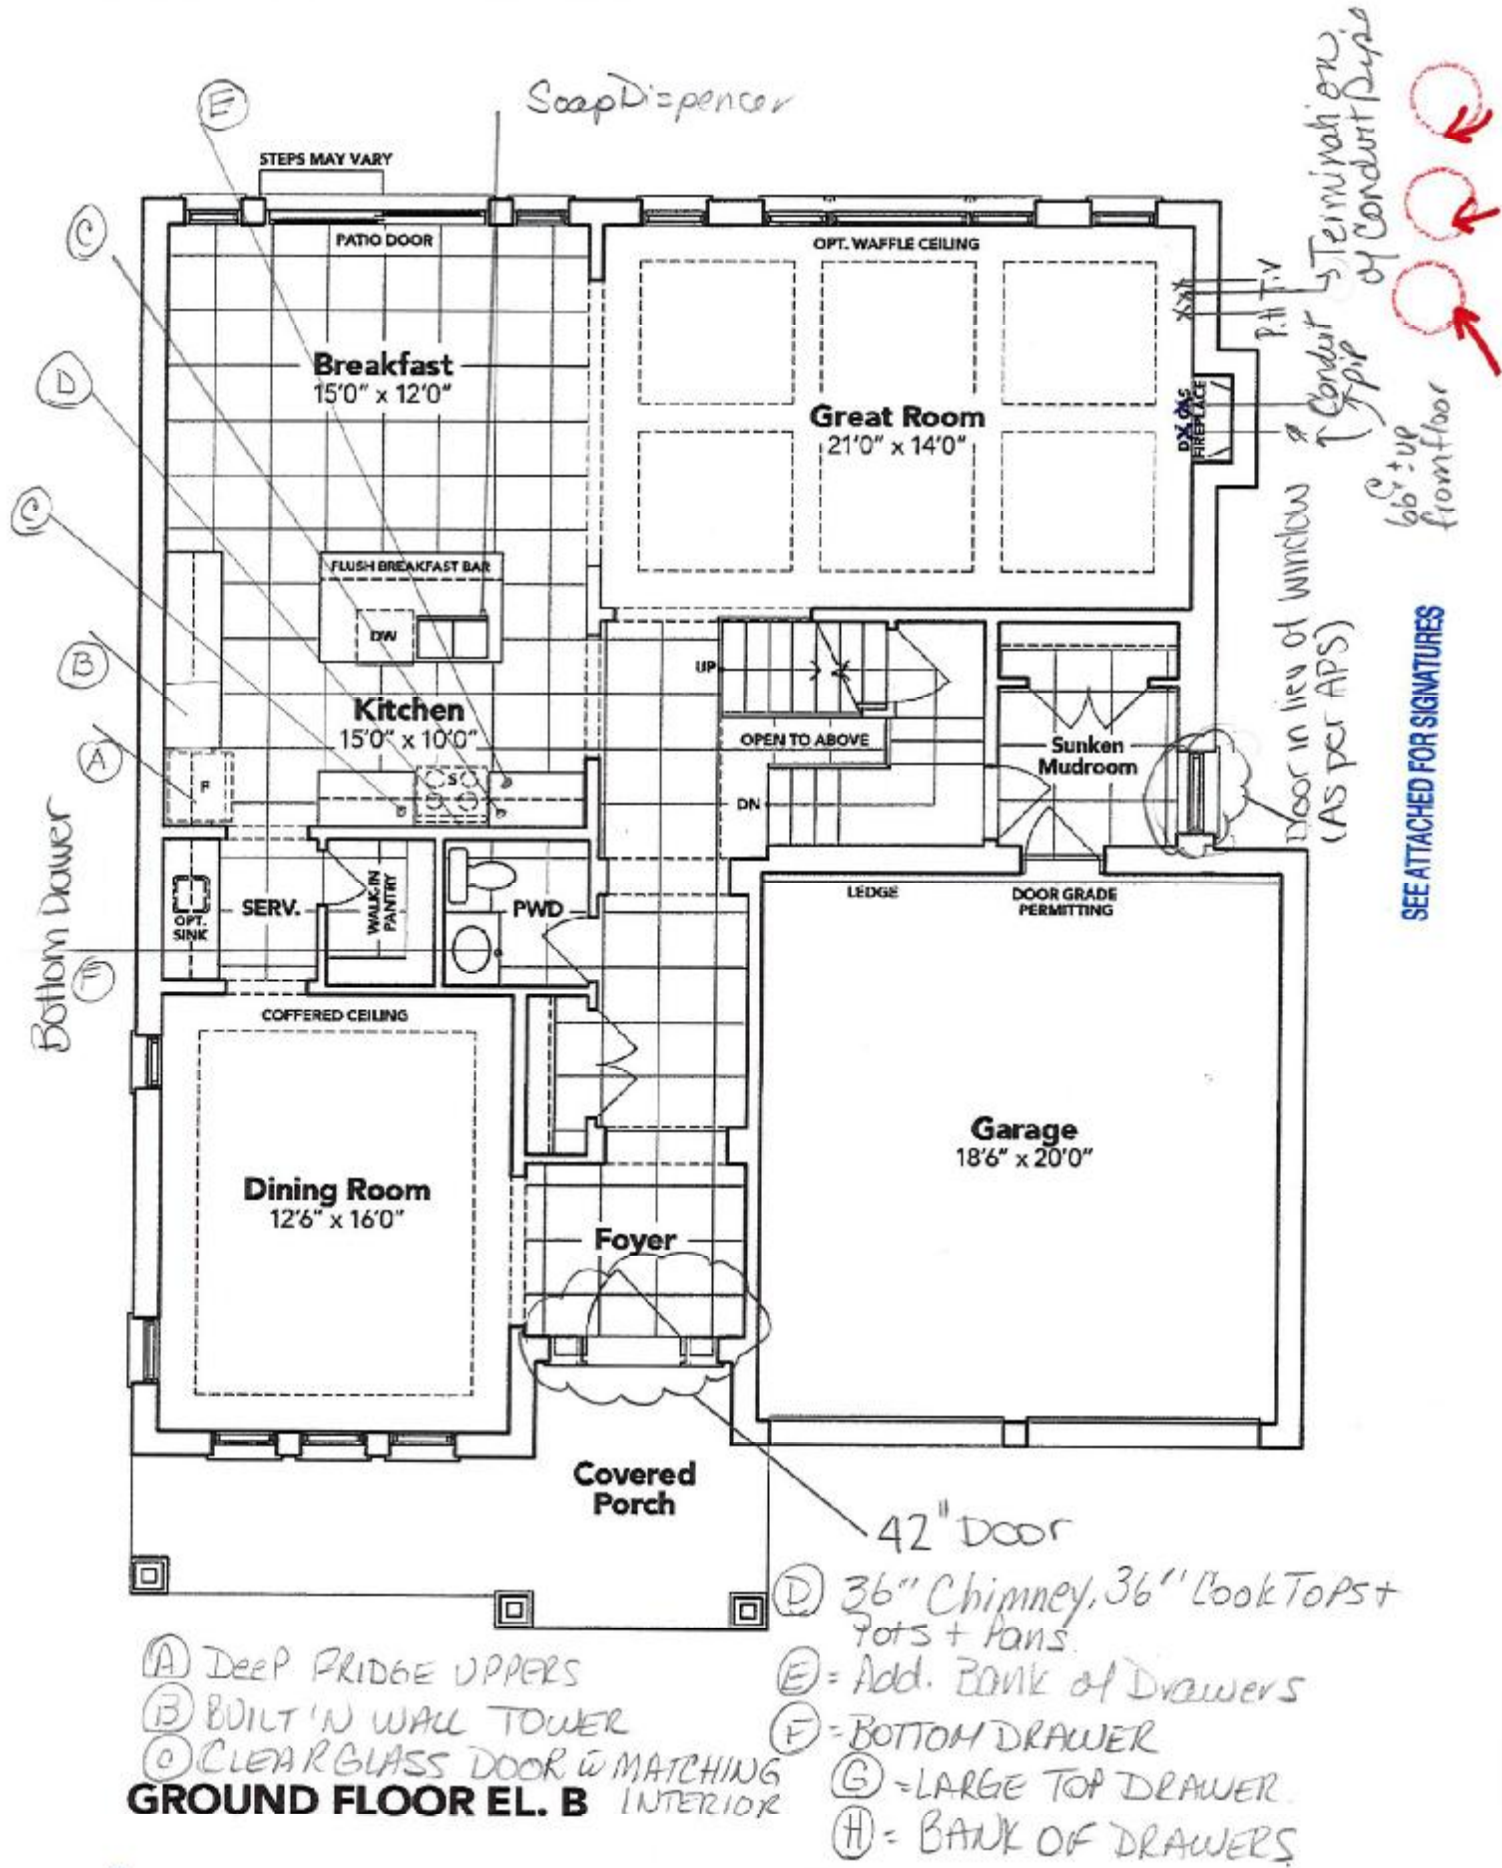 E
Soap Dispencer
STEPS MAY VARY
C
PATIO DOOR
OPT. WAFFLE CEILING
Termination
of Conduit Pipe
T.V
P.H
Conduit
pip
D
Breakfast
15'0" x 12'0"
Great Room
21'0" x 14'0"
FIREPLACE
66" ± up
from floor
C
FLUSH BREAKFAST BAR
DW
UP
Door in lieu of window
(As per APS)
SEE ATTACHED FOR SIGNATURES
B
Kitchen
15'0" x 10'0"
OPEN TO ABOVE
Sunken
Mudroom
A
F
S
DN
Bottom Drawer
F
OPT.
SINK
SERV.
WALK-IN
PANTRY
PWD
LEDGE
DOOR GRADE
PERMITTING
COFFERED CEILING
Dining Room
12'6" x 16'0"
Foyer
Garage
18'6" x 20'0"
Covered
Porch
42" Door
D 36" Chimney, 36" Cook Tops +
Pots + Pans.
A DEEP FRIDGE UPPERS
E = Add. Bank of Drawers
B BUILT 'N WALL TOWER
F = BOTTOM DRAWER
C CLEAR GLASS DOOR W MATCHING
INTERIOR
G = LARGE TOP DRAWER
H = BANK OF DRAWERS
GROUND FLOOR EL. B